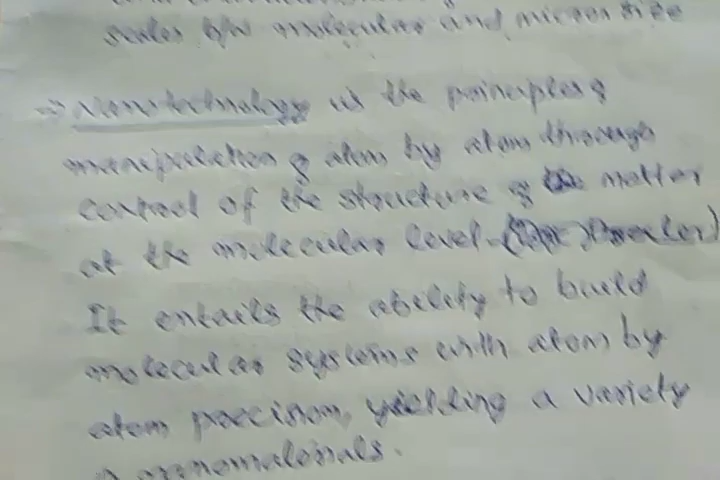 scales b/w molecular and micron size
→ Nanotechnology is the principles of
manipulation of atom by atom through
control of the structure of the matter
at the molecular level.
It entails the ability to build
molecular systems with atom by
atom precision, yielding a variety
of nanomaterials.